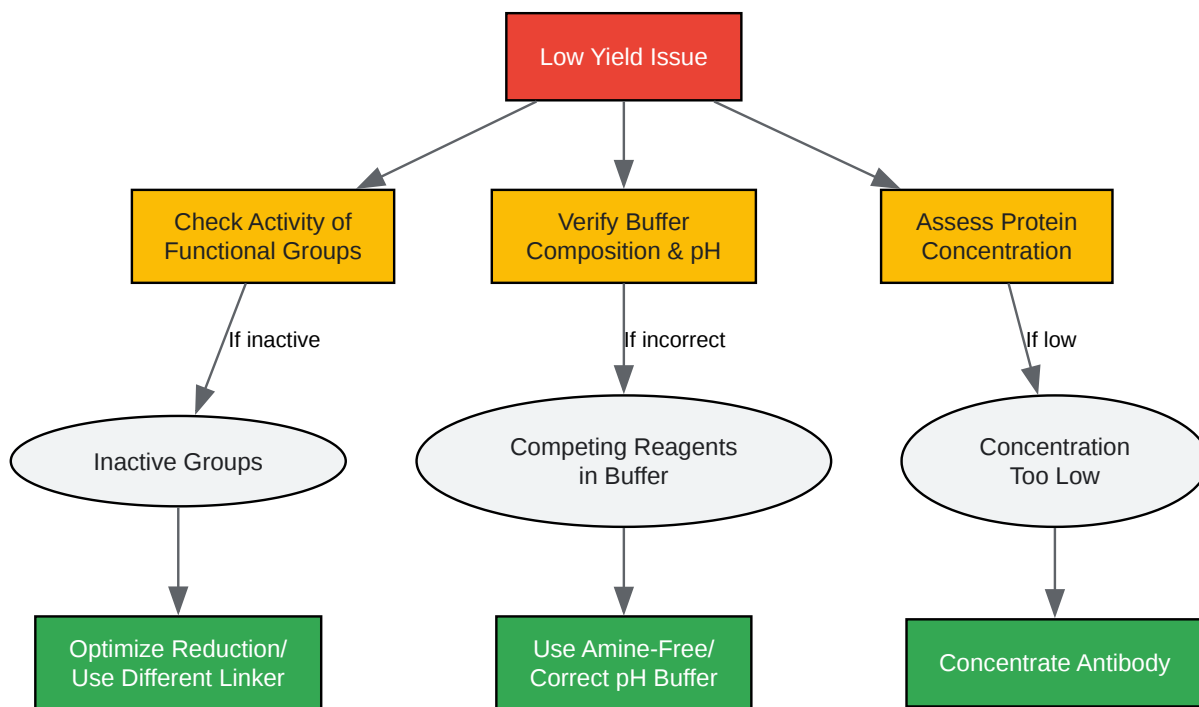 Low Yield Issue
Check Activity of
Functional Groups
Verify Buffer
Composition & pH
Assess Protein
Concentration
If inactive
If incorrect
If low
Inactive Groups
Competing Reagents
in Buffer
Concentration
Too Low
Optimize Reduction/
Use Different Linker
Use Amine-Free/
Correct pH Buffer
Concentrate Antibody